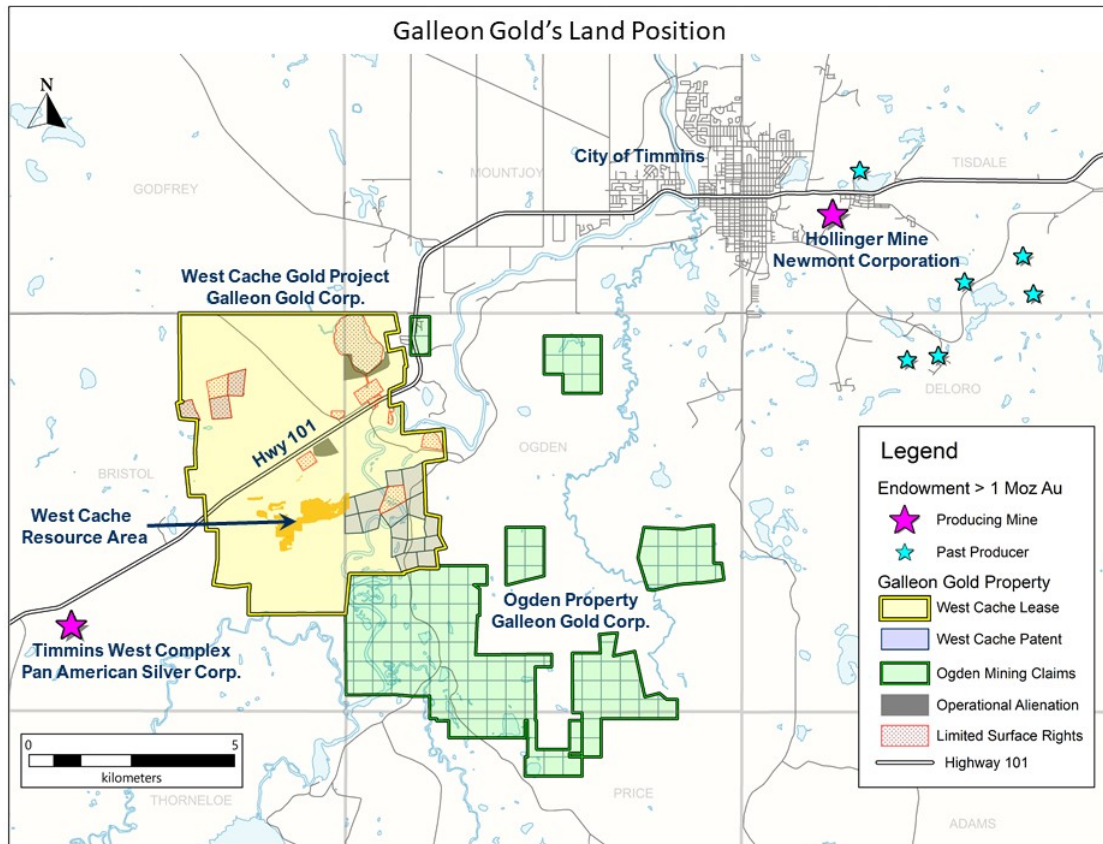 Galleon Gold's Land Position
N
City of Timmins
TISDALE
MOUNTJOY
GODFREY
Hollinger Mine
Newmont Corporation
West Cache Gold Project
Galleon Gold Corp.
DELORO
Hwy 101
OGDEN
BRISTOL
West Cache
Resource Area
Ogden Property
Galleon Gold Corp.
Timmins West Complex
Pan American Silver Corp.
0 5
kilometers
THORNELOE
PRICE
ADAMS
Legend
Endowment > 1 Moz Au
Producing Mine
Past Producer
Galleon Gold Property
West Cache Lease
West Cache Patent
Ogden Mining Claims
Operational Alienation
Limited Surface Rights
Highway 101